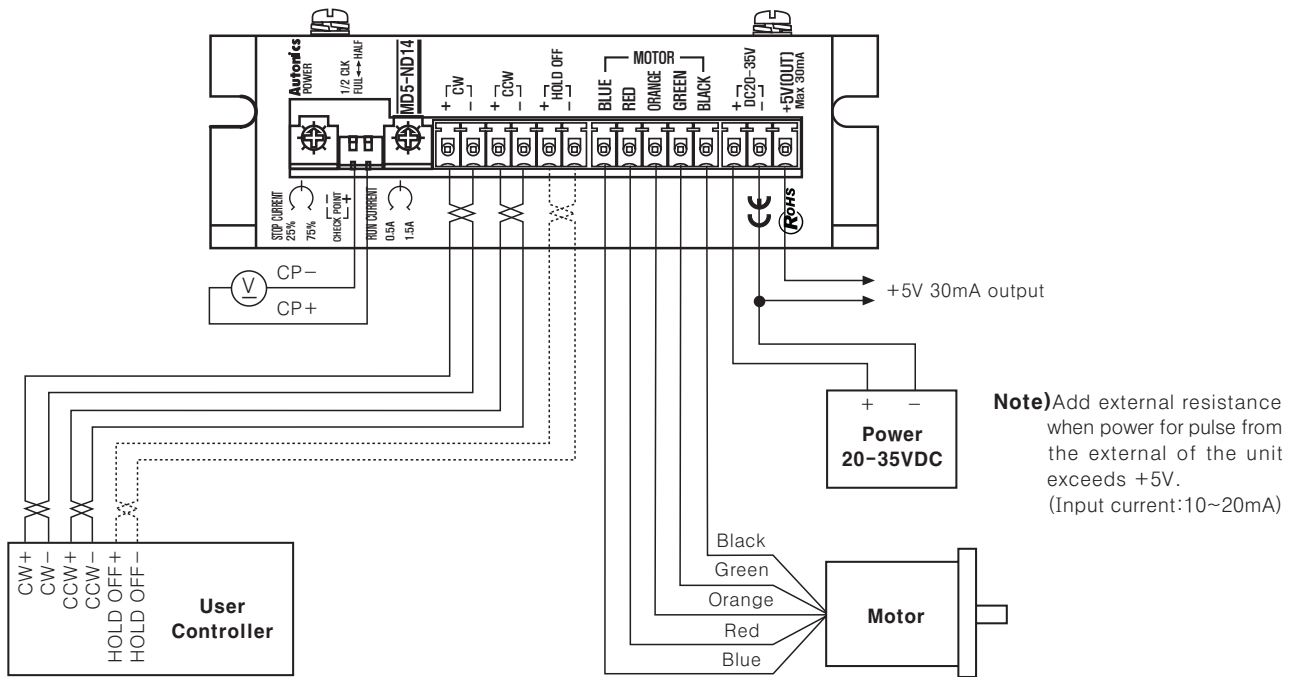 Autonics
POWER
1/2 CLK
FULL↔HALF
MD5-ND14
+ CW −
+ CCW −
+ HOLD OFF −
MOTOR
BLUE
RED
ORANGE
GREEN
BLACK
+ DC20-35V −
+5V(OUT)
Max 30mA
STOP CURRENT
25%
75%
− +
CHECK POINT
RUN CURRENT
0.5A
1.5A
CE
RoHS
V
CP−
CP+
+5V 30mA output
+ −
Power
20-35VDC
Note)Add external resistance
when power for pulse from
the external of the unit
exceeds +5V.
(Input current:10~20mA)
CW+
CW−
CCW+
CCW−
HOLD OFF+
HOLD OFF−
User
Controller
Black
Green
Orange
Red
Blue
Motor